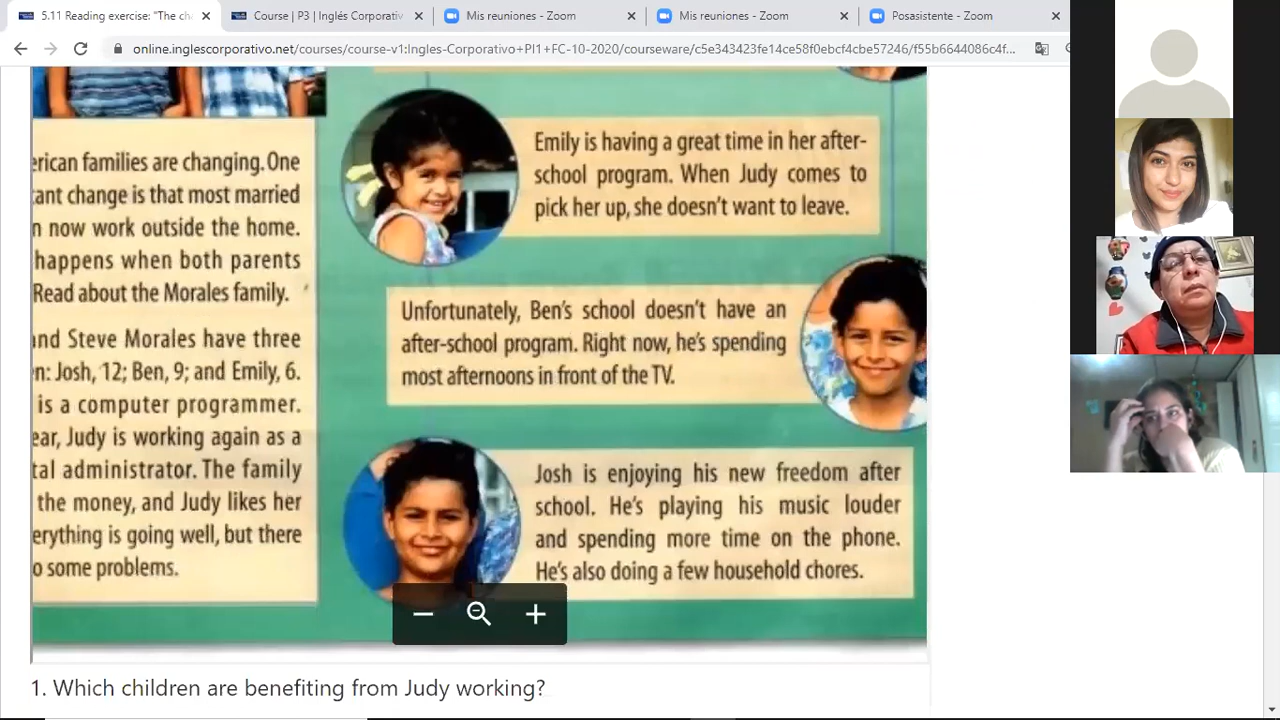 5.11 Reading exercise: "The ch
Course | P3 | Inglés Corporativ
Mis reuniones - Zoom
Mis reuniones - Zoom
Posasistente - Zoom
online.inglescorporativo.net/courses/course-v1:Ingles-Corporativo+PI1+FC-10-2020/courseware/c5e343423fe14ce58f0ebcf4cbe57246/f55b6644086c4f...
erican families are changing. One
tant change is that most married
n now work outside the home.
happens when both parents
Read about the Morales family.
and Steve Morales have three
n: Josh, 12; Ben, 9; and Emily, 6.
is a computer programmer.
ear, Judy is working again as a
tal administrator. The family
the money, and Judy likes her
erything is going well, but there
o some problems.
Emily is having a great time in her after-
school program. When Judy comes to
pick her up, she doesn't want to leave.
Unfortunately, Ben's school doesn't have an
after-school program. Right now, he's spending
most afternoons in front of the TV.
Josh is enjoying his new freedom after
school. He's playing his music louder
and spending more time on the phone.
He's also doing a few household chores.
1. Which children are benefiting from Judy working?